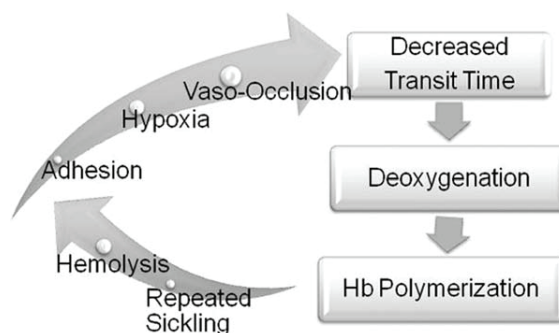 Decreased
Transit Time
Deoxygenation
Hb Polymerization
Repeated
Sickling
Hemolysis
Adhesion
Hypoxia
Vaso-Occlusion